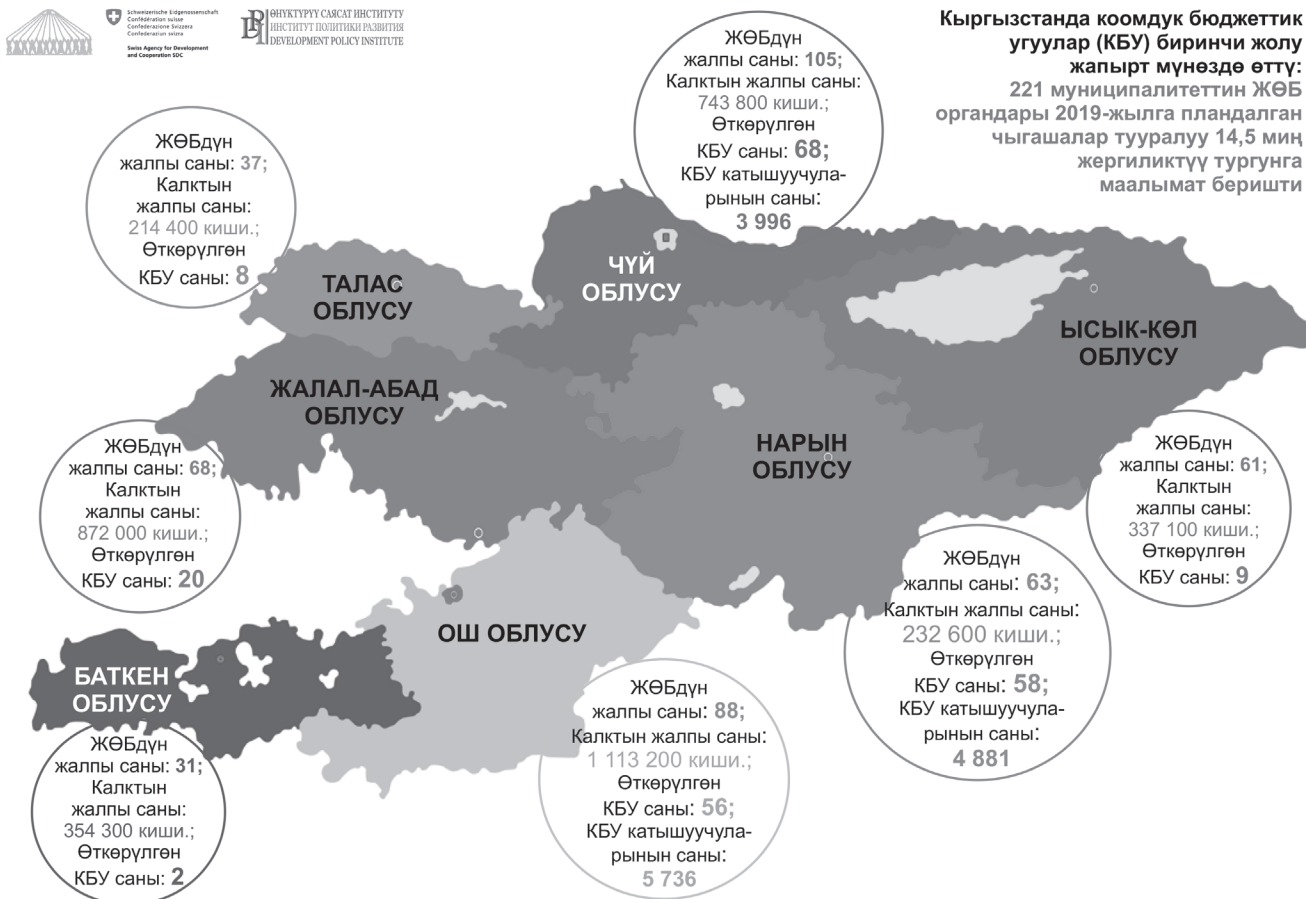 Schweizerische Eidgenossenschaft
Confédération suisse
Confederazione Svizzera
Confederaziun svizra
Swiss Agency for Development
and Cooperation SDC
ӨНҮКТҮРҮҮ САЯСАТ ИНСТИТУТУ
ИНСТИТУТ ПОЛИТИКИ РАЗВИТИЯ
DEVELOPMENT POLICY INSTITUTE
Кыргызстанда коомдук бюджеттик
угуулар (КБУ) биринчи жолу
жапырт мүнөздө өттү:
221 муниципалитеттин ЖӨБ
органдары 2019-жылга пландалган
чыгашалар тууралуу 14,5 миң
жергиликтүү тургунга
маалымат беришти
ЖӨБдүн
жалпы саны: 105;
Калктын жалпы саны:
743 800 киши.;
Өткөрүлгөн
КБУ саны: 68;
КБУ катышуучула-
рынын саны:
3 996
ЖӨБдүн
жалпы саны: 37;
Калктын
жалпы саны:
214 400 киши.;
Өткөрүлгөн
КБУ саны: 8
ТАЛАС
ОБЛУСУ
ЧҮЙ
ОБЛУСУ
ЫСЫК-КӨЛ
ОБЛУСУ
ЖАЛАЛ-АБАД
ОБЛУСУ
НАРЫН
ОБЛУСУ
ЖӨБдүн
жалпы саны: 68;
Калктын
жалпы саны:
872 000 киши.;
Өткөрүлгөн
КБУ саны: 20
ЖӨБдүн
жалпы саны: 61;
Калктын
жалпы саны:
337 100 киши.;
Өткөрүлгөн
КБУ саны: 9
ЖӨБдүн
жалпы саны: 63;
Калктын жалпы саны:
232 600 киши.;
Өткөрүлгөн
КБУ саны: 58;
КБУ катышуучула-
рынын саны:
4 881
ОШ ОБЛУСУ
БАТКЕН
ОБЛУСУ
ЖӨБдүн
жалпы саны: 88;
Калктын жалпы саны:
1 113 200 киши.;
Өткөрүлгөн
КБУ саны: 56;
КБУ катышуучула-
рынын саны:
5 736
ЖӨБдүн
жалпы саны: 31;
Калктын
жалпы саны:
354 300 киши.;
Өткөрүлгөн
КБУ саны: 2